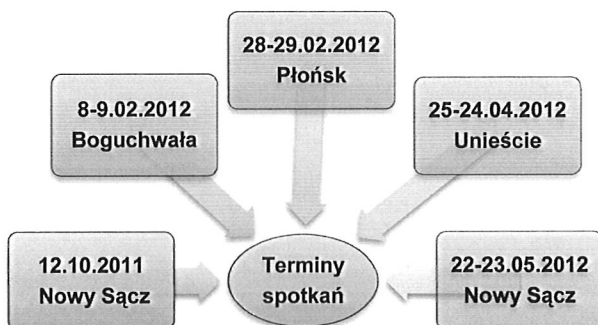 28-29.02.2012
Płońsk
8-9.02.2012
Boguchwała
25-24.04.2012
Unieście
12.10.2011
Nowy Sącz
Terminy
spotkań
22-23.05.2012
Nowy Sącz